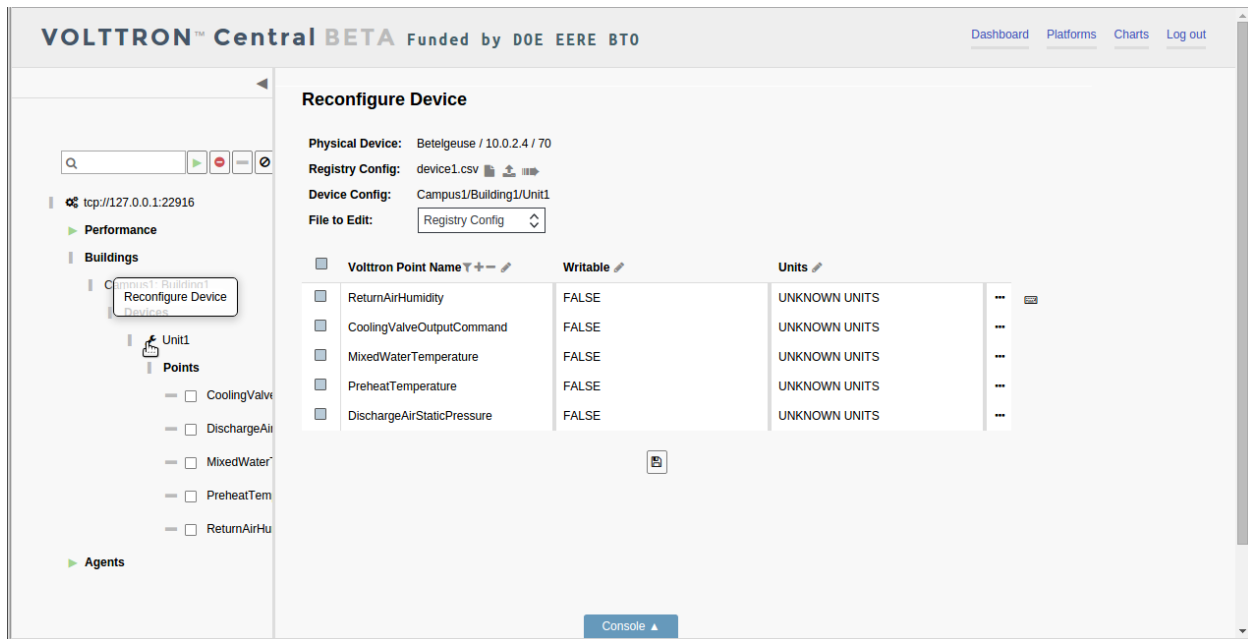 VOLTTRON™ Central BETA Funded by DOE EERE BTO
Dashboard Platforms Charts Log out
Reconfigure Device
Physical Device: Betelgeuse / 10.0.2.4 / 70
Registry Config: device1.csv
Device Config: Campus1/Building1/Unit1
File to Edit: Registry Config
tcp://127.0.0.1:22916
Performance
Buildings
Campus1: Building1
Reconfigure Device
Devices
Unit1
Points
CoolingValve
DischargeAir
MixedWaterT
PreheatTem
ReturnAirHu
Agents
Volttron Point Name Writable Units
ReturnAirHumidity FALSE UNKNOWN UNITS
CoolingValveOutputCommand FALSE UNKNOWN UNITS
MixedWaterTemperature FALSE UNKNOWN UNITS
PreheatTemperature FALSE UNKNOWN UNITS
DischargeAirStaticPressure FALSE UNKNOWN UNITS
Console ▲